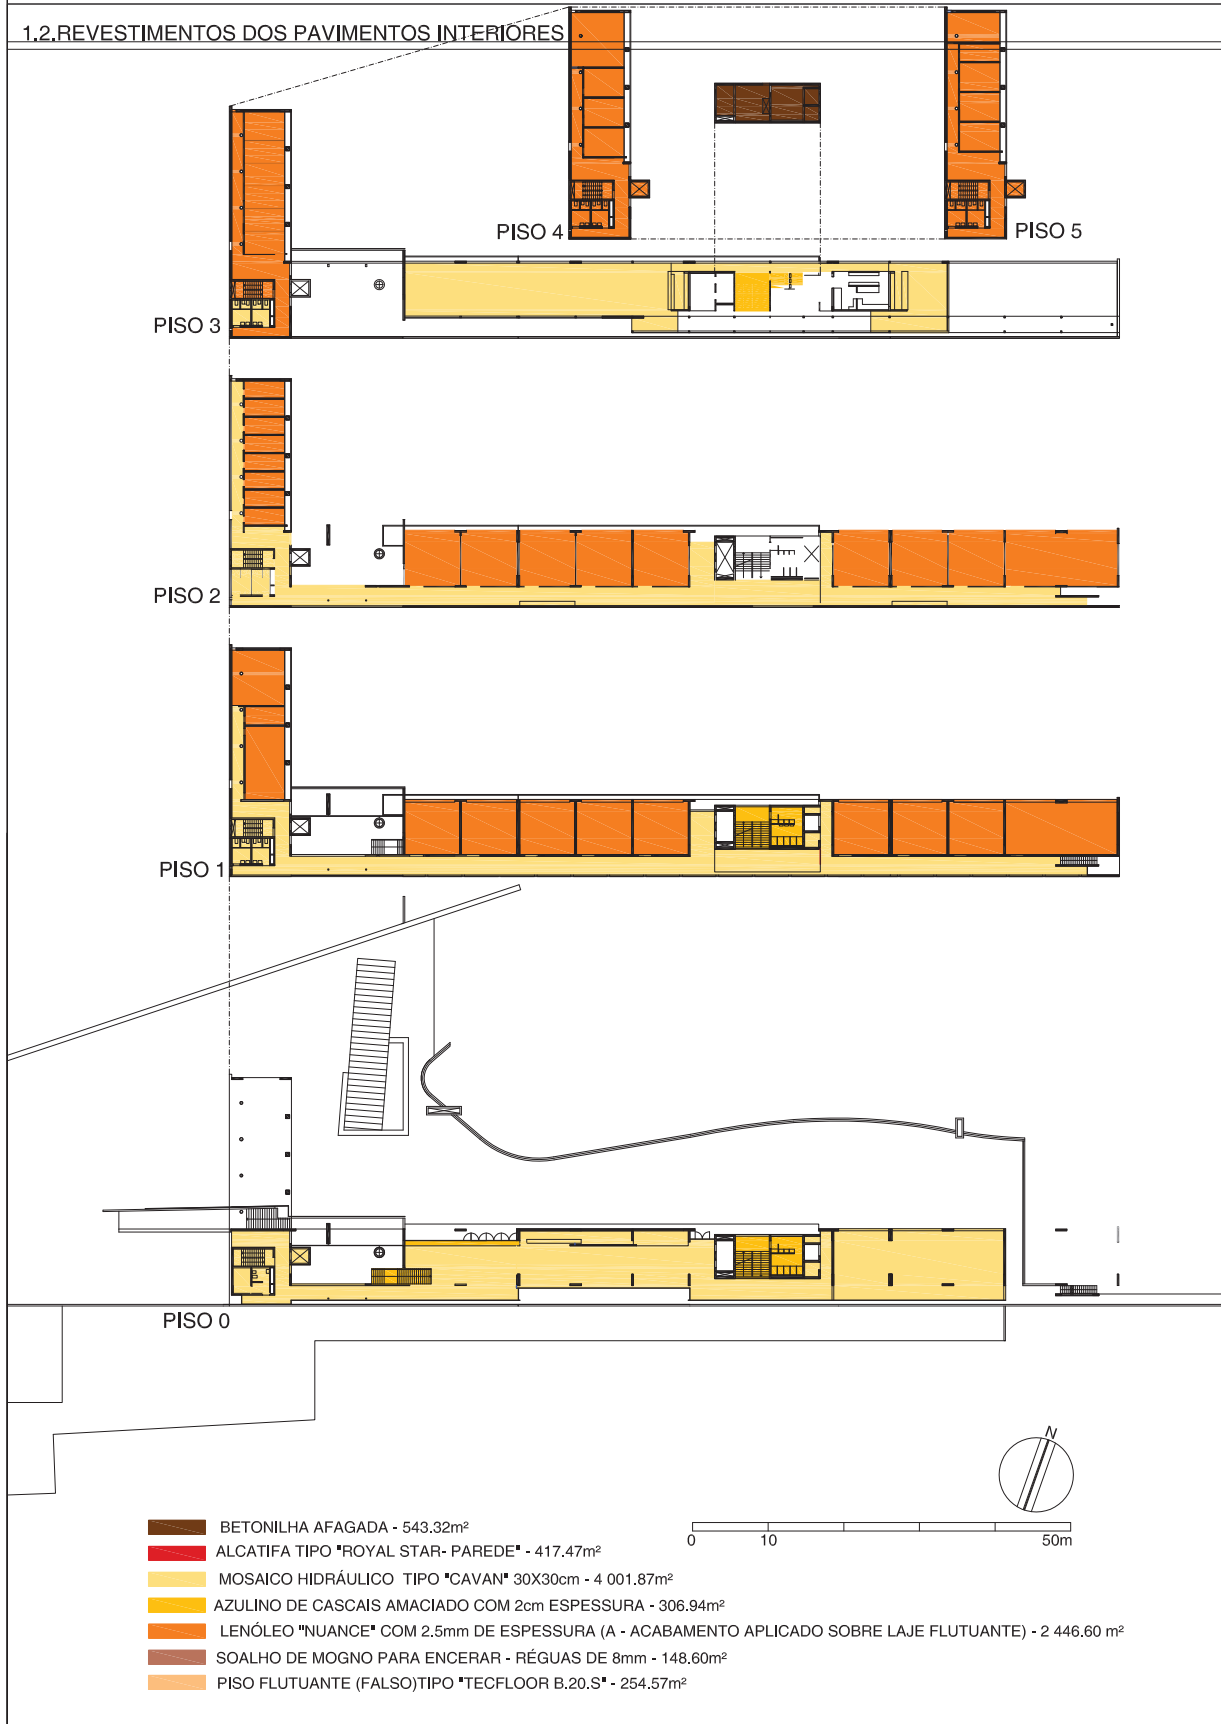 1.2.REVESTIMENTOS DOS PAVIMENTOS INTERIORES
PISO 4
PISO 5
PISO 3
PISO 2
PISO 1
PISO 0
N
0 10 50m
BETONILHA AFAGADA - 543.32m²
ALCATIFA TIPO "ROYAL STAR- PAREDE" - 417.47m²
MOSAICO HIDRÁULICO TIPO "CAVAN" 30X30cm - 4 001.87m²
AZULINO DE CASCAIS AMACIADO COM 2cm ESPESSURA - 306.94m²
LENÓLEO "NUANCE" COM 2.5mm DE ESPESSURA (A - ACABAMENTO APLICADO SOBRE LAJE FLUTUANTE) - 2 446.60 m²
SOALHO DE MOGNO PARA ENCERAR - RÉGUAS DE 8mm - 148.60m²
PISO FLUTUANTE (FALSO)TIPO "TECFLOOR B.20.S" - 254.57m²